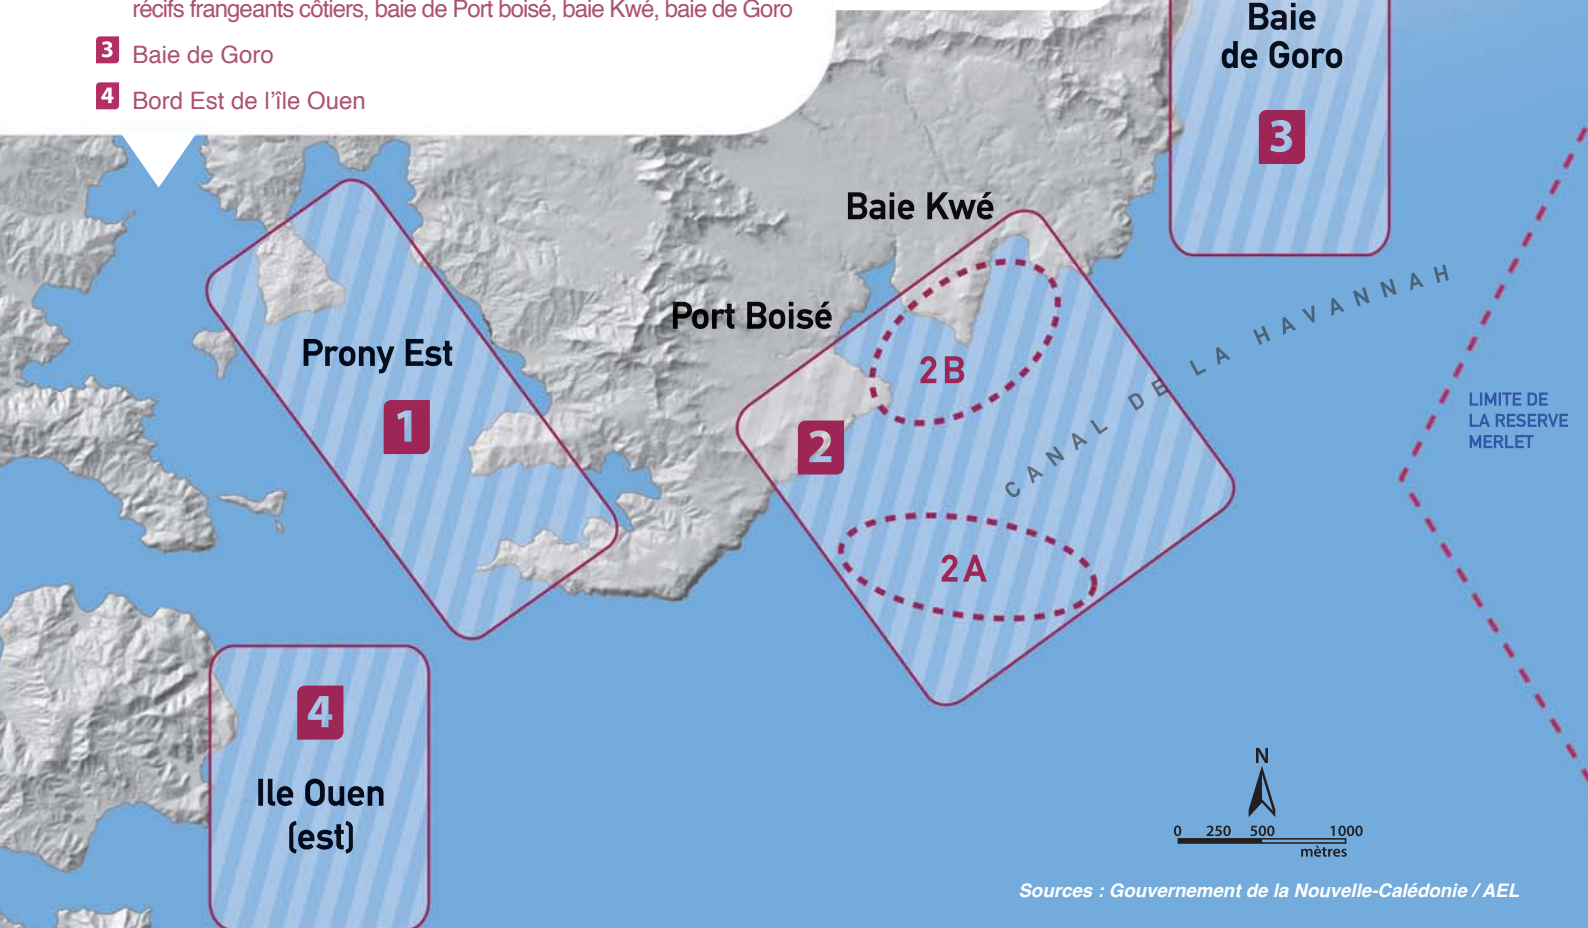 récifs frangeants côtiers, baie de Port boisé, baie Kwé, baie de Goro
3 Baie de Goro
4 Bord Est de l’île Ouen
Baie
de Goro
3
Baie Kwé
Port Boisé
Prony Est
1
2B
2
2A
CANAL DE LA HAVANNAH
LIMITE DE
LA RESERVE
MERLET
4
Ile Ouen
(est)
N
0 250 500 1000
mètres
Sources : Gouvernement de la Nouvelle-Calédonie / AEL